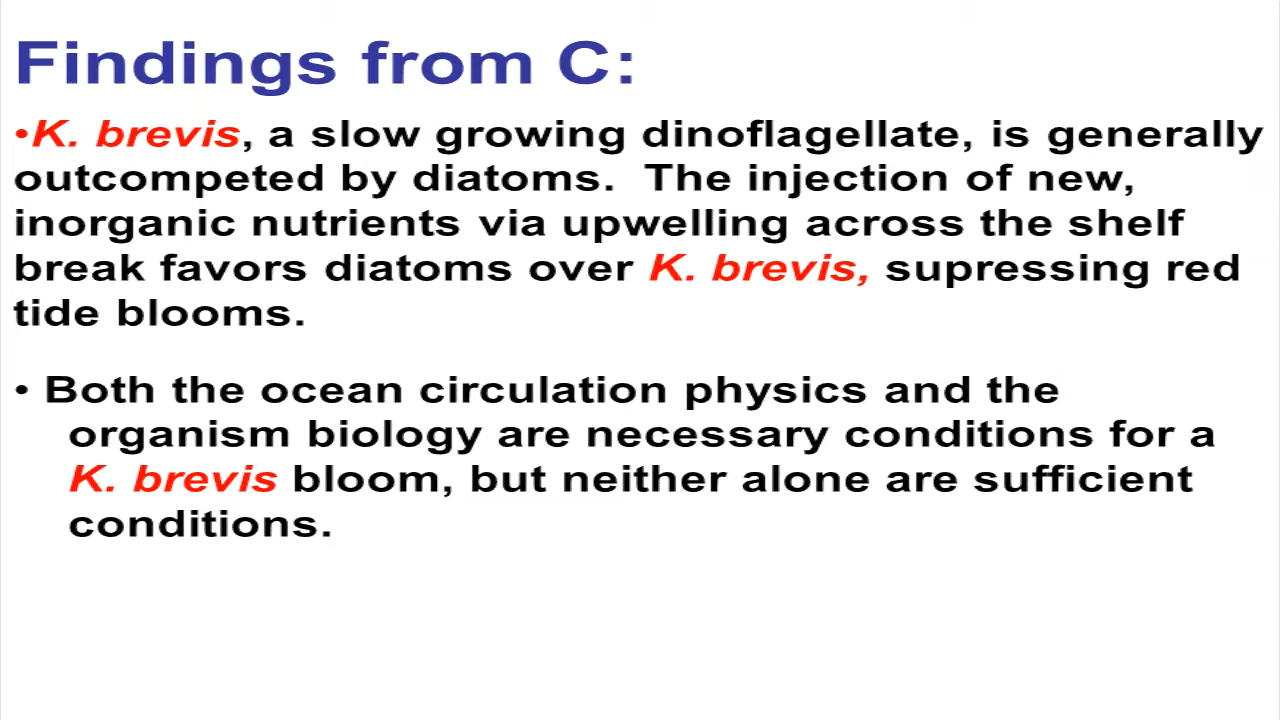 Findings from C:
•K. brevis, a slow growing dinoflagellate, is generally
outcompeted by diatoms. The injection of new,
inorganic nutrients via upwelling across the shelf
break favors diatoms over K. brevis, supressing red
tide blooms.
• Both the ocean circulation physics and the
organism biology are necessary conditions for a
K. brevis bloom, but neither alone are sufficient
conditions.